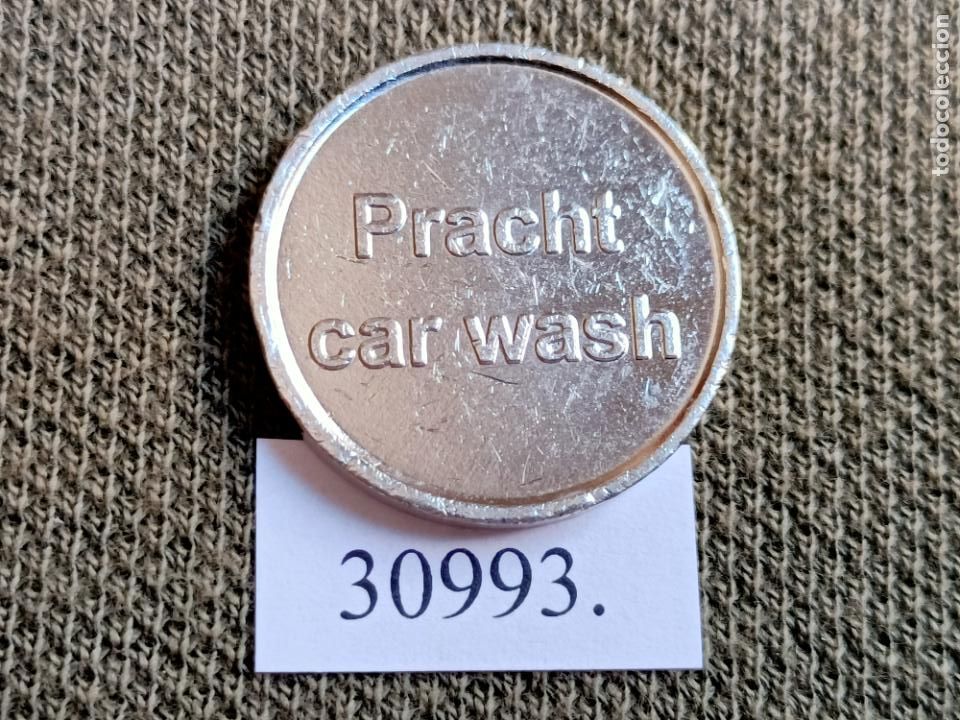 Pracht
car wash
30993.
todocoleccion